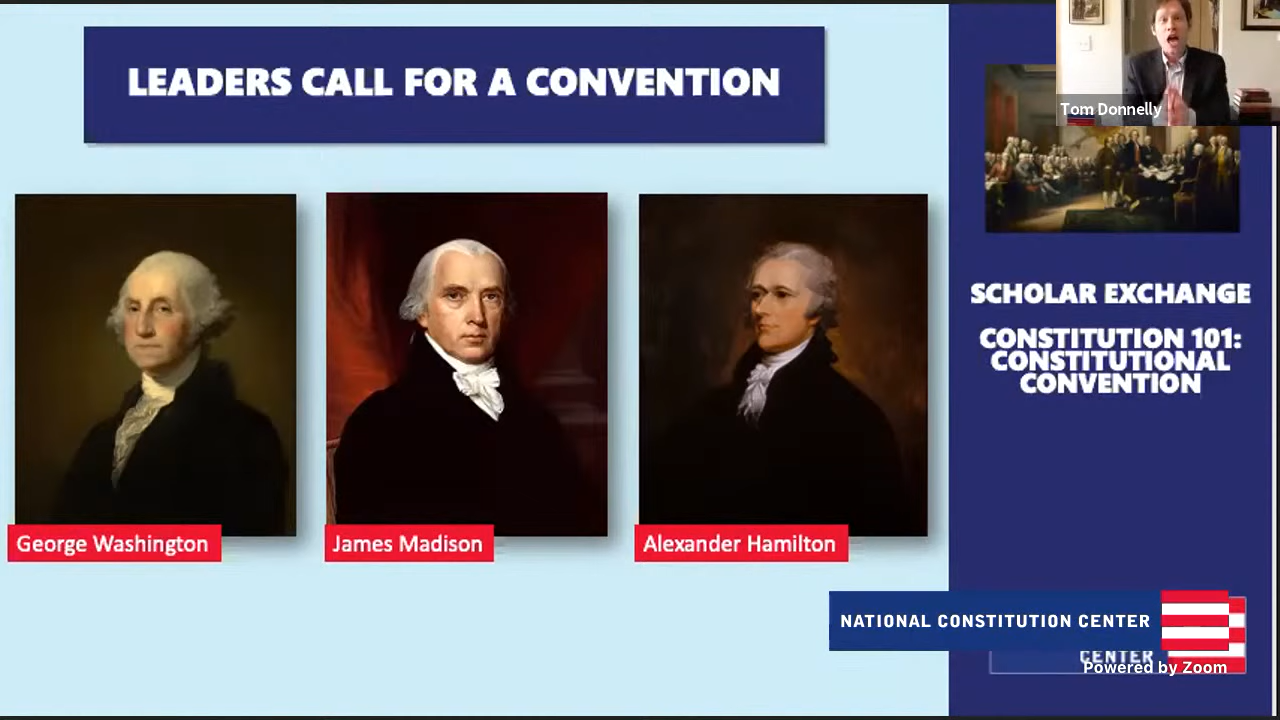 LEADERS CALL FOR A CONVENTION
Tom Donnelly
George Washington
James Madison
Alexander Hamilton
SCHOLAR EXCHANGE
CONSTITUTION 101:
CONSTITUTIONAL
CONVENTION
NATIONAL CONSTITUTION CENTER
CENTER
Powered by Zoom